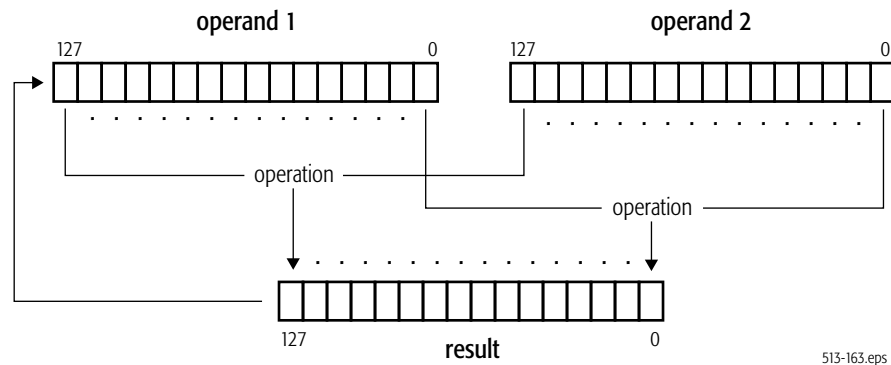 operand 1 operand 2
127 0 127 0
. . . . . . . . . . . . . . . . . . . . . . . . . . . .
operation
operation
. . . . . . . . . . . . . .
127 0
result
513-163.eps